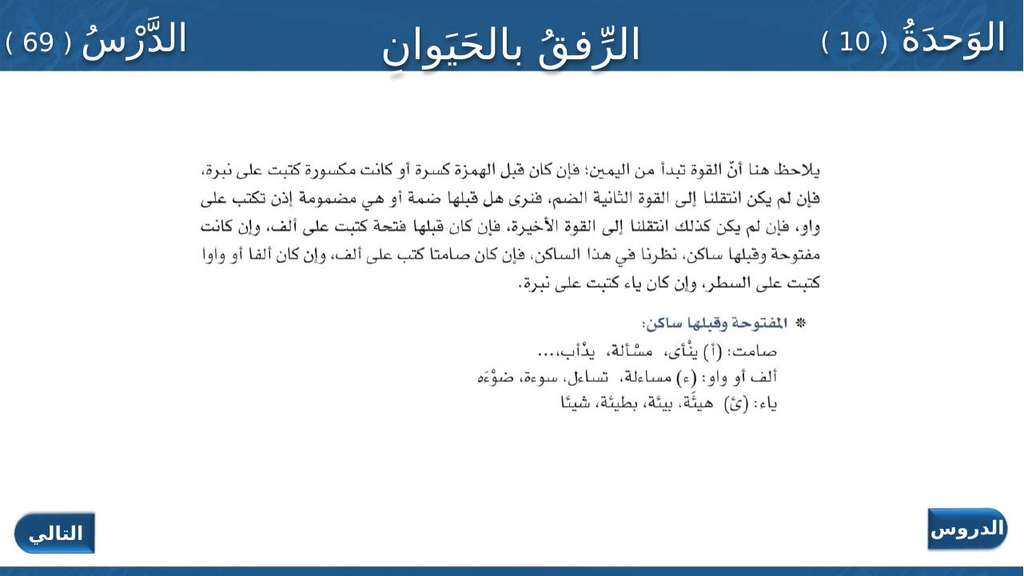 الوَحدَةُ ( 10 )
الرِّفقُ بالحَيَوانِ
الدَّرْسُ ( 69 )
يلاحظ هنا أنّ القوة تبدأ من اليمين؛ فإن كان قبل الهمزة كسرة أو كانت مكسورة كتبت على نبرة،
فإن لم يكن انتقلنا إلى القوة الثانية الضم، فنرى هل قبلها ضمة أو هي مضمومة إذن تكتب على
واو، فإن لم يكن كذلك انتقلنا إلى القوة الأخيرة، فإن كان قبلها فتحة كتبت على ألف، وإن كانت
مفتوحة وقبلها ساكن، نظرنا في هذا الساكن، فإن كان صامتا كتب على ألف، وإن كان ألفا أو واوا
كتبت على السطر، وإن كان ياء كتبت على نبرة.
❋ المفتوحة وقبلها ساكن:
صامت: (أ) ينْأى، مسْألة، يدْأب،...
ألف أو واو: (ء) مساءلة، تساءل، سوءة، ضوْءَه
ياء: (ئ) هيئَة، بيئة، بطيئة، شيئا
الدروس
التالي